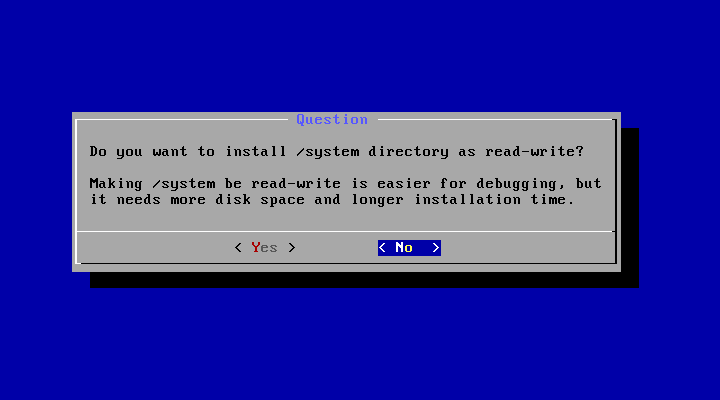 Question
Do you want to install /system directory as read-write?
Making /system be read-write is easier for debugging, but
it needs more disk space and longer installation time.
< Yes > < No >